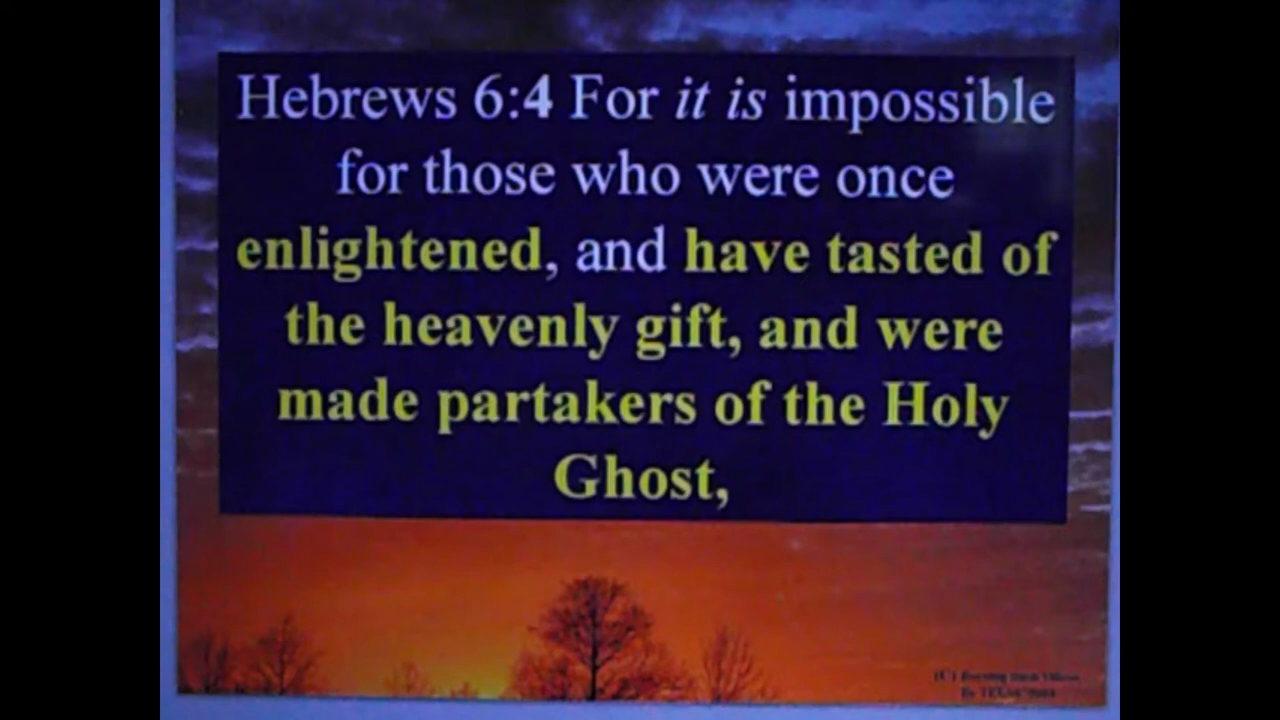 Hebrews 6:4 For it is impossible
for those who were once
enlightened, and have tasted of
the heavenly gift, and were
made partakers of the Holy
Ghost,
(C)
By